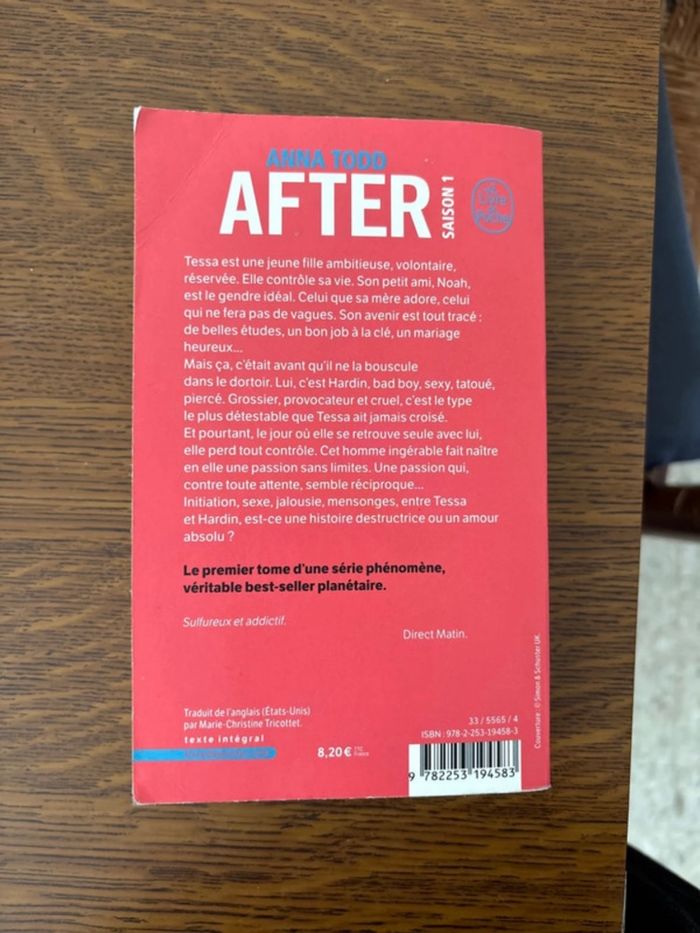 ANNA TODD
AFTER
SAISON 1
Le Livre de Poche
Tessa est une jeune fille ambitieuse, volontaire,
réservée. Elle contrôle sa vie. Son petit ami, Noah,
est le gendre idéal. Celui que sa mère adore, celui
qui ne fera pas de vagues. Son avenir est tout tracé :
de belles études, un bon job à la clé, un mariage
heureux...
Mais ça, c'était avant qu'il ne la bouscule
dans le dortoir. Lui, c'est Hardin, bad boy, sexy, tatoué,
piercé. Grossier, provocateur et cruel, c'est le type
le plus détestable que Tessa ait jamais croisé.
Et pourtant, le jour où elle se retrouve seule avec lui,
elle perd tout contrôle. Cet homme ingérable fait naître
en elle une passion sans limites. Une passion qui,
contre toute attente, semble réciproque...
Initiation, sexe, jalousie, mensonges, entre Tessa
et Hardin, est-ce une histoire destructrice ou un amour
absolu ?
Le premier tome d'une série phénomène,
véritable best-seller planétaire.
Sulfureux et addictif.
Direct Matin.
Traduit de l'anglais (États-Unis)
par Marie-Christine Tricottet.
texte intégral
8,20 € TTC
France
33 / 5565 / 4
ISBN : 978-2-253-19458-3
9 782253 194583
Couverture : © Simon & Schuster UK.